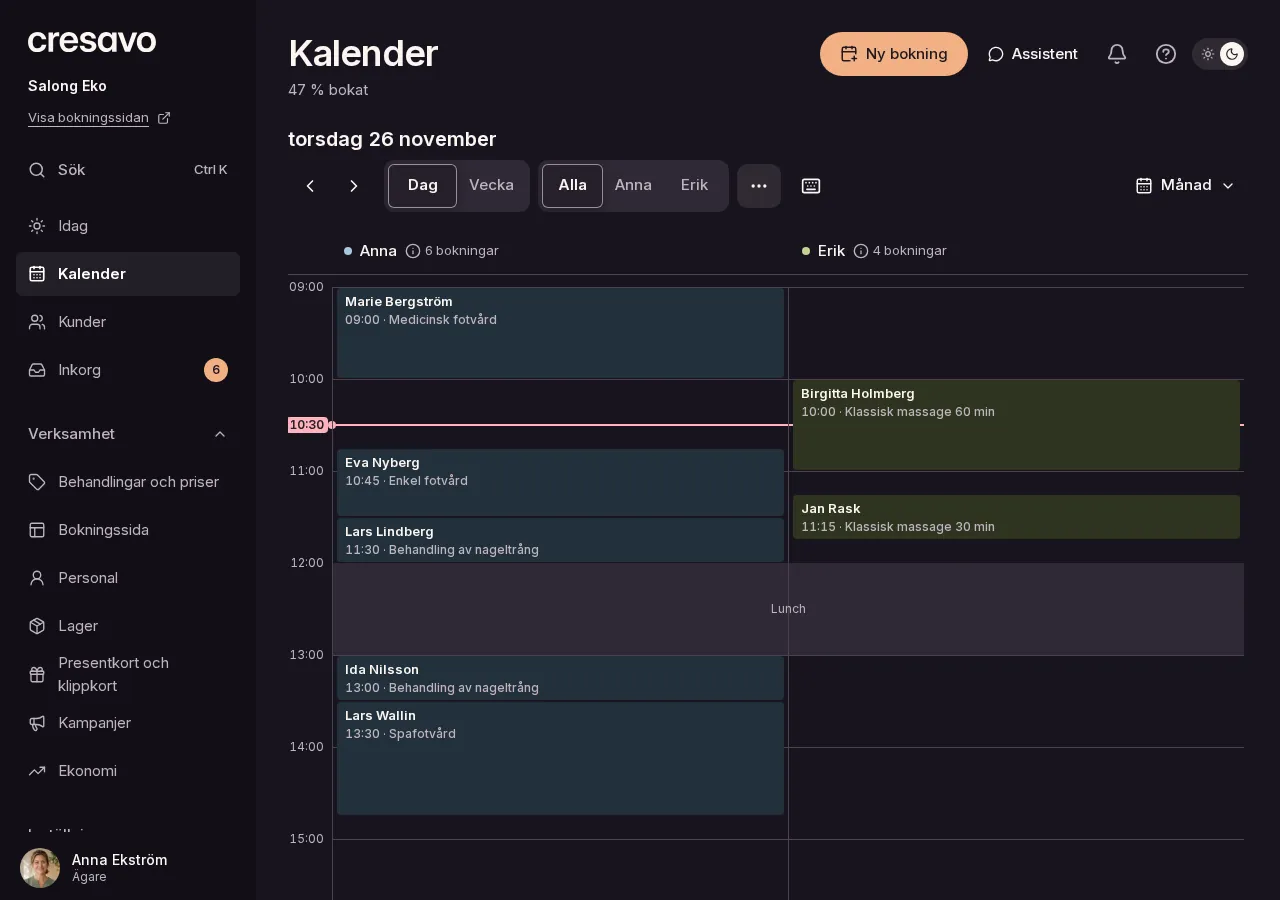 cresavo
Salong Eko
Visa bokningssidan
Sök Ctrl K
Idag
Kalender
Kunder
Inkorg 6
Verksamhet
Behandlingar och priser
Bokningssida
Personal
Lager
Presentkort och
klippkort
Kampanjer
Ekonomi
Anna Ekström
Ägare
Kalender
47 % bokat
Ny bokning
Assistent
torsdag 26 november
Dag Vecka Alla Anna Erik
Månad
Anna 6 bokningar
Erik 4 bokningar
09:00
Marie Bergström
09:00 · Medicinsk fotvård
10:00
Birgitta Holmberg
10:00 · Klassisk massage 60 min
10:30
Eva Nyberg
10:45 · Enkel fotvård
11:00
Jan Rask
11:15 · Klassisk massage 30 min
Lars Lindberg
11:30 · Behandling av nageltrång
12:00
Lunch
13:00
Ida Nilsson
13:00 · Behandling av nageltrång
Lars Wallin
13:30 · Spafotvård
14:00
15:00